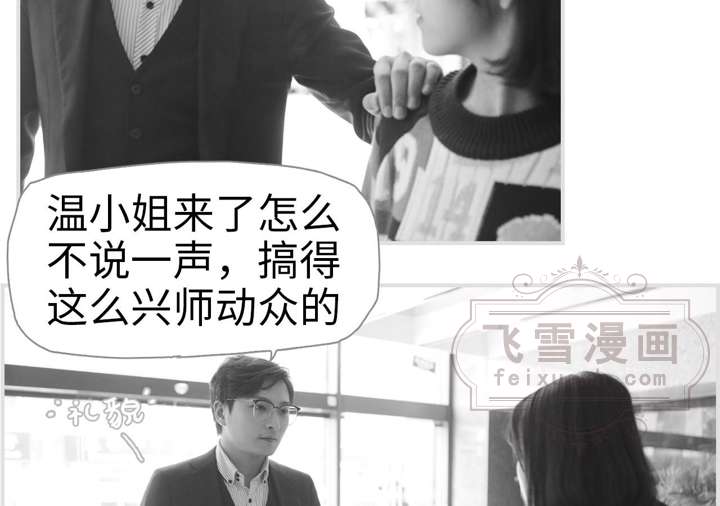 温小姐来了怎么
不说一声，搞得
这么兴师动众的
飞雪漫画
礼貌